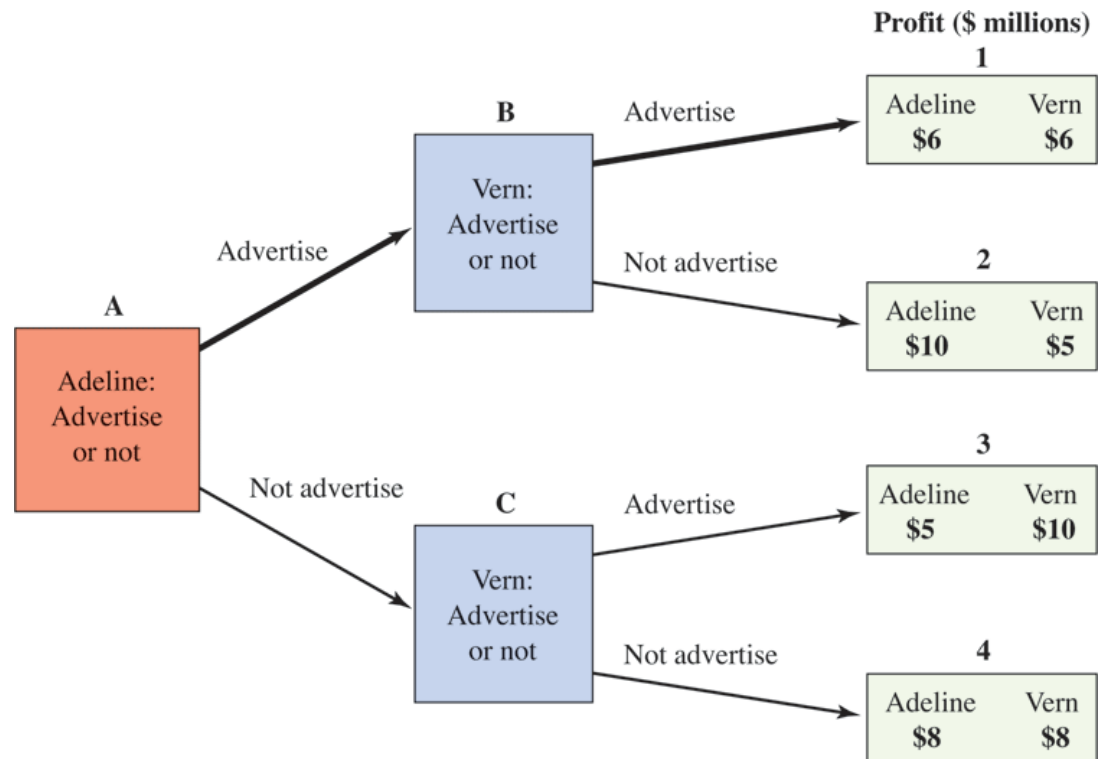 Profit ($ millions)
1
Adeline Vern
$6 $6
B
Advertise
Vern:
Advertise
or not
Not advertise
2
Adeline Vern
$10 $5
Advertise
A
Adeline:
Advertise
or not
Not advertise
C
Advertise
Vern:
Advertise
or not
Not advertise
3
Adeline Vern
$5 $10
4
Adeline Vern
$8 $8